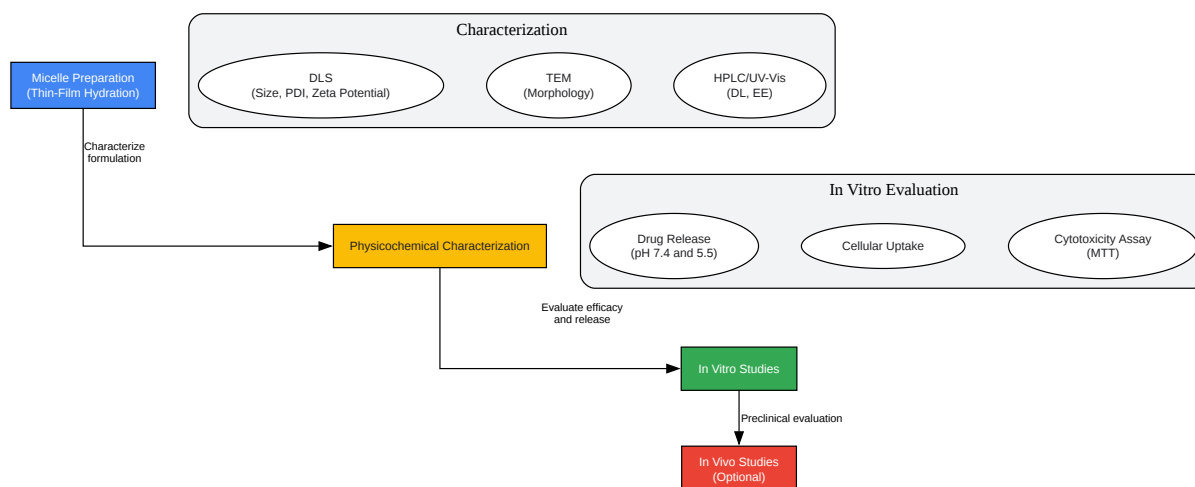 Characterization
DLS
(Size, PDI, Zeta Potential)
TEM
(Morphology)
HPLC/UV-Vis
(DL, EE)
Micelle Preparation
(Thin-Film Hydration)
Characterize
formulation
In Vitro Evaluation
Drug Release
(pH 7.4 and 5.5)
Cellular Uptake
Cytotoxicity Assay
(MTT)
Physicochemical Characterization
Evaluate efficacy
and release
In Vitro Studies
Preclinical evaluation
In Vivo Studies
(Optional)